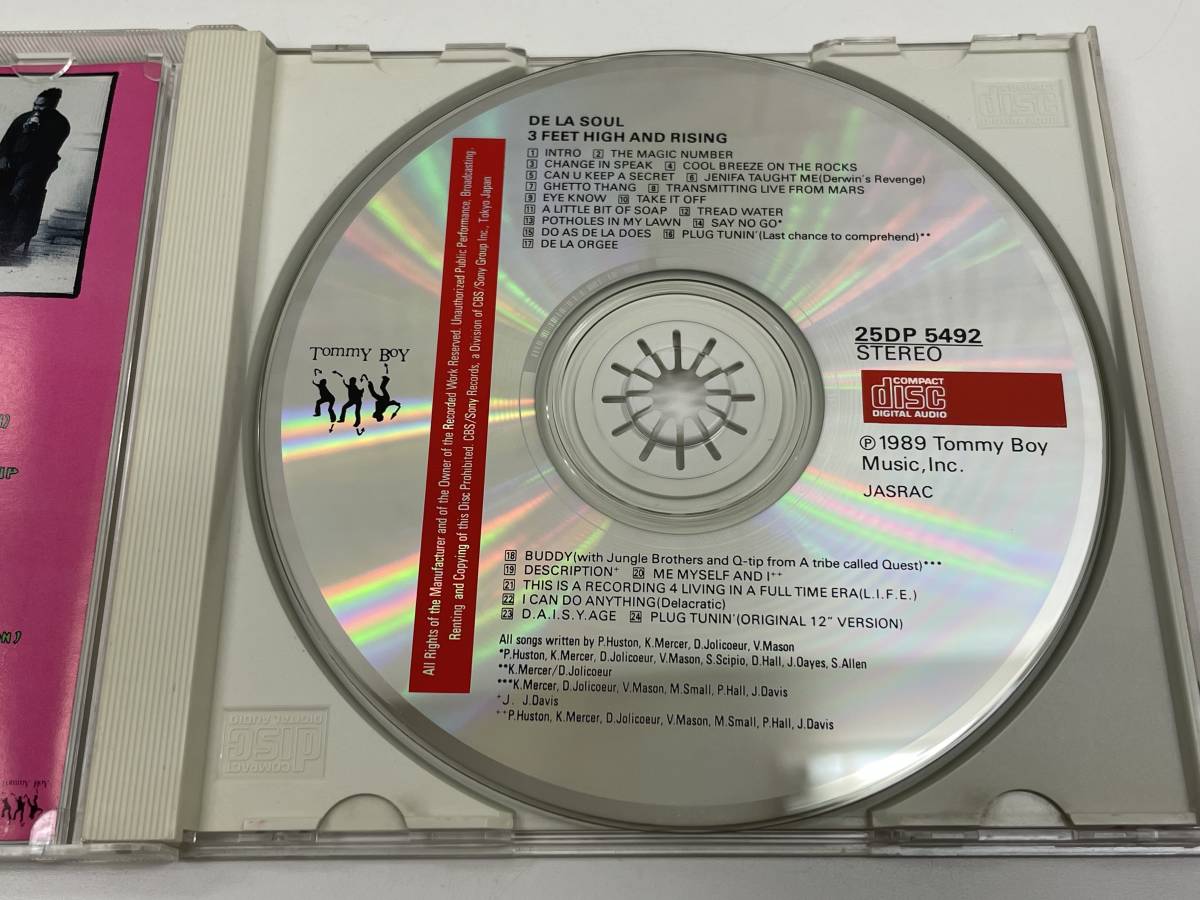 DE LA SOUL
3 FEET HIGH AND RISING
1 INTRO 2 THE MAGIC NUMBER
3 CHANGE IN SPEAK 4 COOL BREEZE ON THE ROCKS
5 CAN U KEEP A SECRET 6 JENIFA TAUGHT ME(Derwin's Revenge)
7 GHETTO THANG 8 TRANSMITTING LIVE FROM MARS
9 EYE KNOW 10 TAKE IT OFF
11 A LITTLE BIT OF SOAP 12 TREAD WATER
13 POTHOLES IN MY LAWN 14 SAY NO GO*
15 DO AS DE LA DOES 16 PLUG TUNIN'(Last chance to comprehend)**
17 DE LA ORGEE
All Rights of the Manufacturer and of the Owner of the Recorded Work Reserved. Unauthorized Public Performance, Broadcasting,
Renting and Copying of this Disc Prohibited. CBS/Sony Records, a Division of CBS/Sony Group Inc., Tokyo Japan
Tommy Boy
25DP 5492
STEREO
COMPACT
disc
DIGITAL AUDIO
Ⓟ1989 Tommy Boy
Music,Inc.
JASRAC
18 BUDDY(with Jungle Brothers and Q-tip from A tribe called Quest)***
19 DESCRIPTION+ 20 ME MYSELF AND I++
21 THIS IS A RECORDING 4 LIVING IN A FULL TIME ERA(L.I.F.E.)
22 I CAN DO ANYTHING(Delacratic)
23 D.A.I.S.Y.AGE 24 PLUG TUNIN'(ORIGINAL 12" VERSION)
All songs written by P.Huston, K.Mercer, D.Jolicoeur, V.Mason
*P.Huston, K.Mercer, D.Jolicoeur, V.Mason, S.Scipio, D.Hall, J.Oayes, S.Allen
**K.Mercer/D.Jolicoeur
***K.Mercer, D.Jolicoeur, V.Mason, M.Small, P.Hall, J.Davis
+J. J.Davis
++P.Huston, K.Mercer, D.Jolicoeur, V.Mason, M.Small, P.Hall, J.Davis
COMPACT
disc
DIGITAL AUDIO
COMPACT
disc
DIGITAL AUDIO